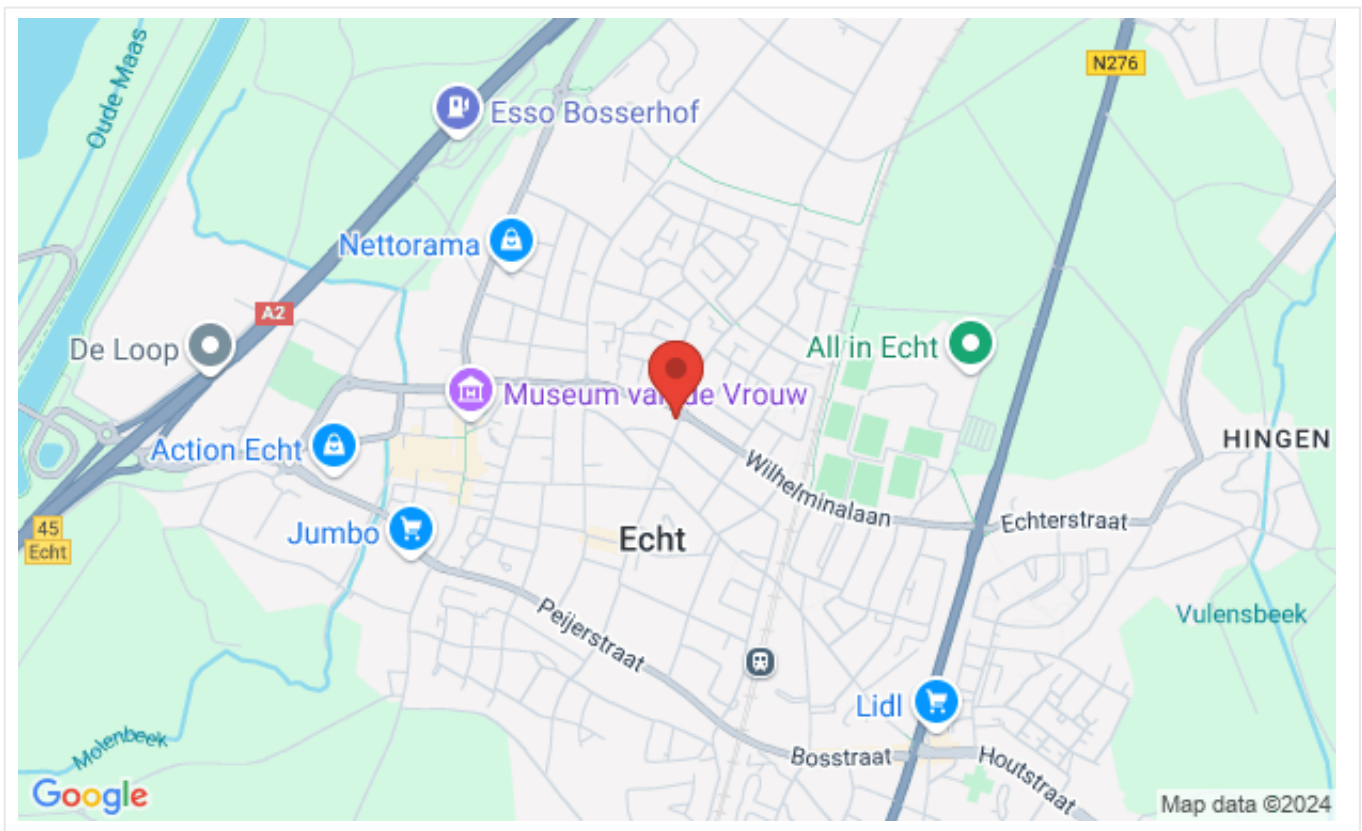 Oude Maas
N276
Esso Bosserhof
Nettorama
A2
De Loop
All in Echt
Museum van de Vrouw
HINGEN
Action Echt
Wilhelminalaan
Echterstraat
45
Echt
Jumbo
Echt
Peijerstraat
Vulensbeek
Lidl
Molenbeek
Bosstraat
Houtstraat
Google
Map data ©2024